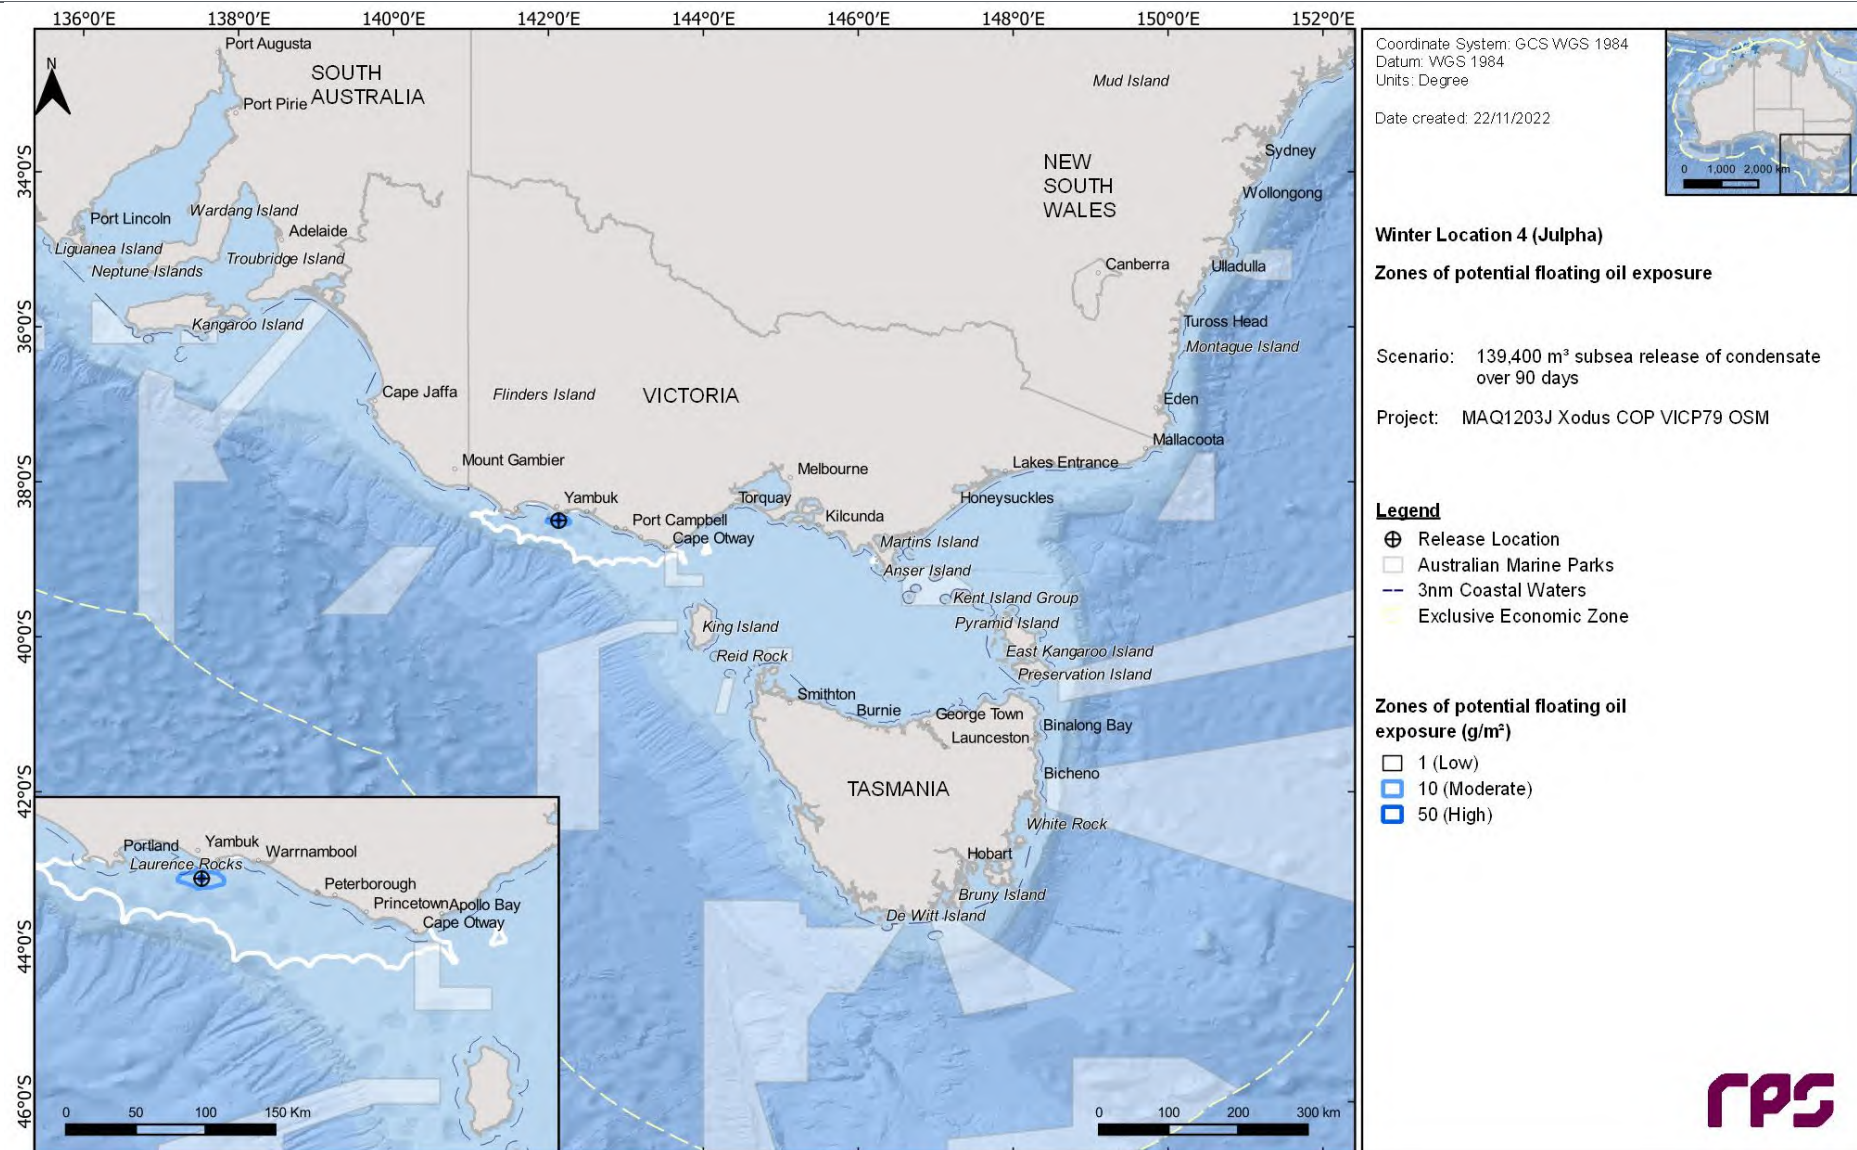 136°0'E 138°0'E 140°0'E 142°0'E 144°0'E 146°0'E 148°0'E 150°0'E 152°0'E
34°0'S
36°0'S
38°0'S
40°0'S
42°0'S
44°0'S
46°0'S
N
Port Augusta
SOUTH
AUSTRALIA
Port Pirie
Mud Island
NEW
SOUTH
WALES
Sydney
Wollongong
Port Lincoln
Wardang Island
Adelaide
Liguanea Island
Troubridge Island
Neptune Islands
Canberra
Ulladulla
Kangaroo Island
Tuross Head
Montague Island
Cape Jaffa
Flinders Island
VICTORIA
Eden
Mallacoota
Mount Gambier
Melbourne
Lakes Entrance
Yambuk
Torquay
Honeysuckles
Port Campbell
Kilcunda
Cape Otway
Martins Island
Anser Island
Kent Island Group
King Island
Pyramid Island
Reid Rock
East Kangaroo Island
Preservation Island
Smithton
Burnie
George Town
Binalong Bay
Launceston
Bicheno
TASMANIA
White Rock
Hobart
Bruny Island
De Witt Island
0 100 200 300 km
Portland
Yambuk
Warrnambool
Laurence Rocks
Peterborough
Princetown
Apollo Bay
Cape Otway
0 50 100 150 Km
Coordinate System: GCS WGS 1984
Datum: WGS 1984
Units: Degree
Date created: 22/11/2022
0 1,000 2,000 km
Winter Location 4 (Julpha)
Zones of potential floating oil exposure
Scenario: 139,400 m³ subsea release of condensate
over 90 days
Project: MAQ1203J Xodus COP VICP79 OSM
Legend
Release Location
Australian Marine Parks
3nm Coastal Waters
Exclusive Economic Zone
Zones of potential floating oil
exposure (g/m²)
1 (Low)
10 (Moderate)
50 (High)
rps